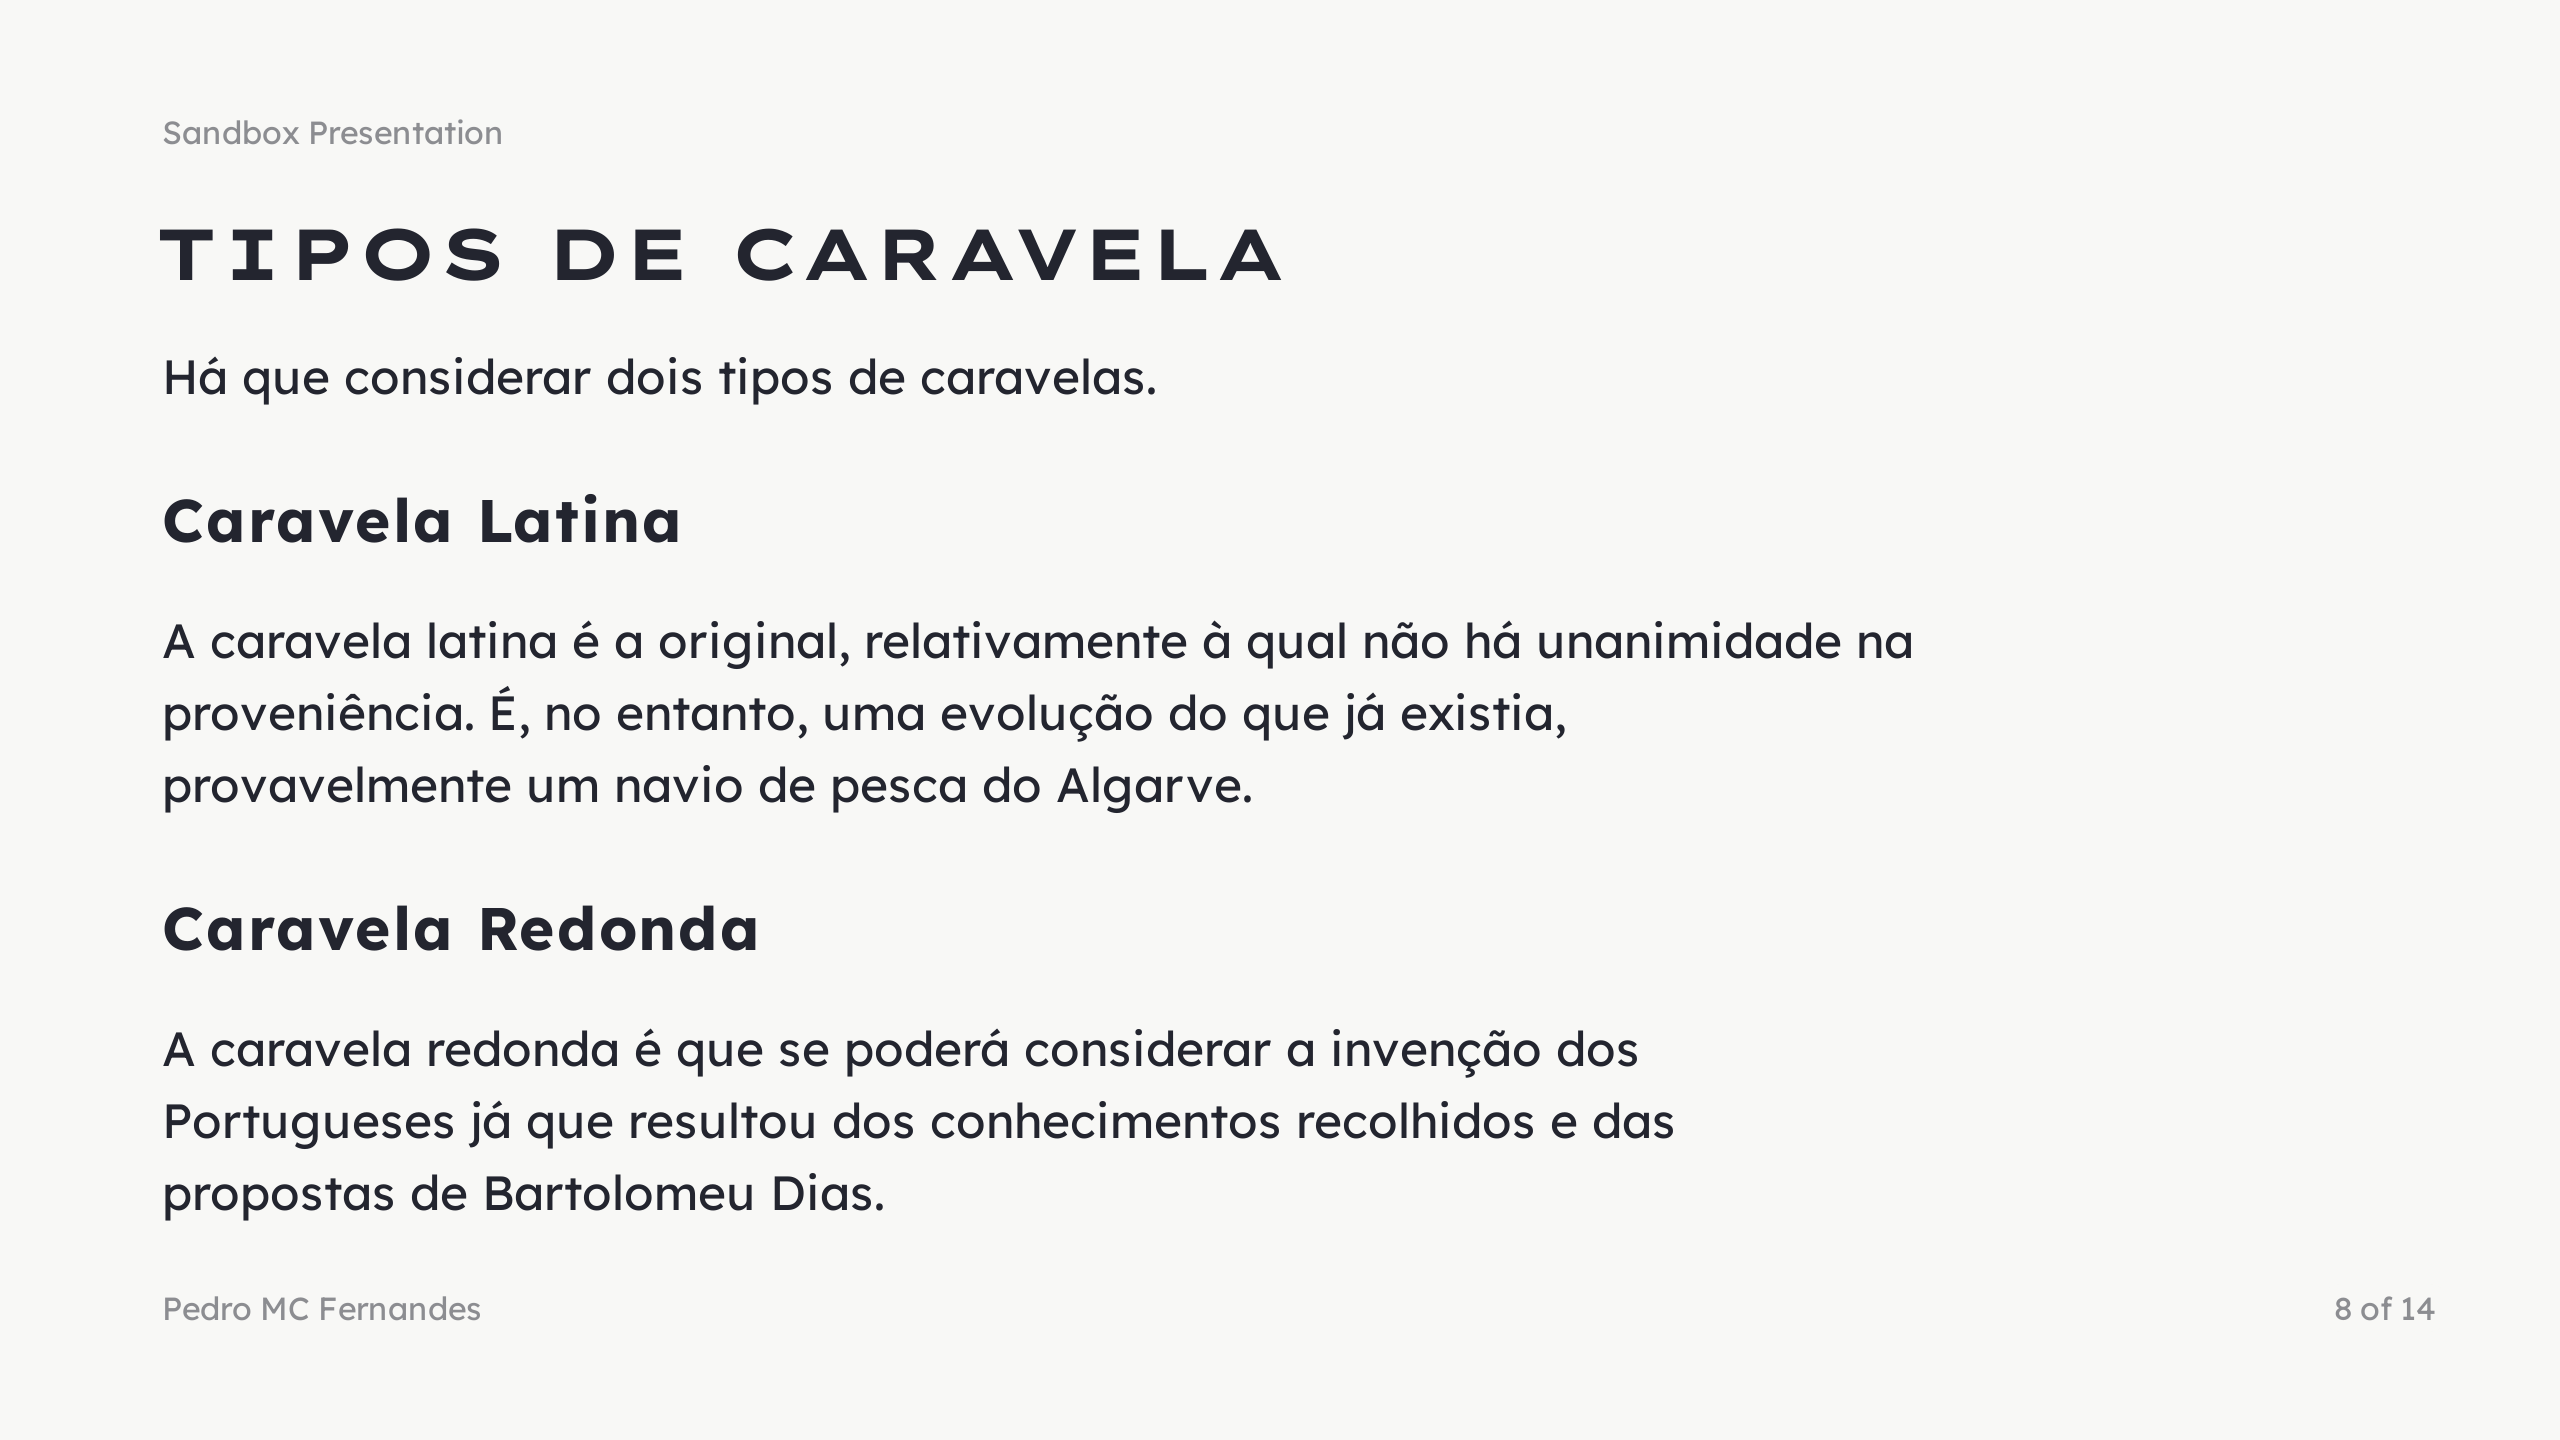 Sandbox Presentation
TIPOS DE CARAVELA
Há que considerar dois tipos de caravelas.
Caravela Latina
A caravela latina é a original, relativamente à qual não há unanimidade na
proveniência. É, no entanto, uma evolução do que já existia,
provavelmente um navio de pesca do Algarve.
Caravela Redonda
A caravela redonda é que se poderá considerar a invenção dos
Portugueses já que resultou dos conhecimentos recolhidos e das
propostas de Bartolomeu Dias.
Pedro MC Fernandes
8 of 14